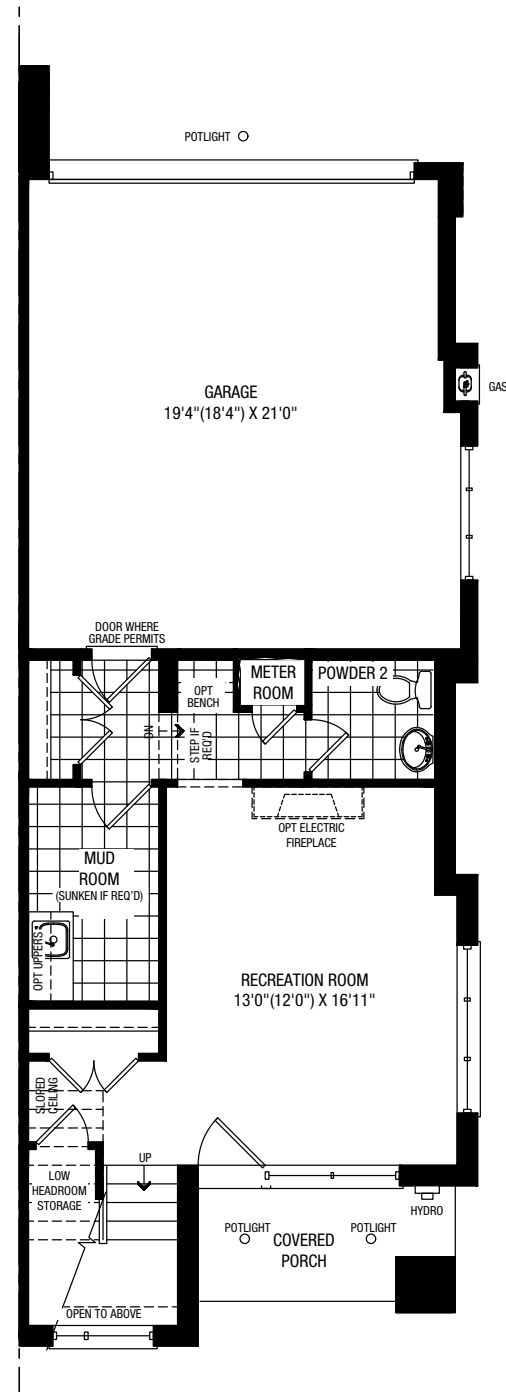 POTLIGHT
GAS
GARAGE
19'4"(18'4") X 21'0"
DOOR WHERE
GRADE PERMITS
METER
ROOM
POWDER 2
OPT
BENCH
DN
STEP IF
REQ'D
OPT ELECTRIC
FIREPLACE
MUD
ROOM
(SUNKEN IF REQ'D)
OPT UPPERS
RECREATION ROOM
13'0"(12'0") X 16'11"
SLOPED
CEILING
UP
LOW
HEADROOM
STORAGE
HYDRO
POTLIGHT
POTLIGHT
COVERED
PORCH
OPEN TO ABOVE